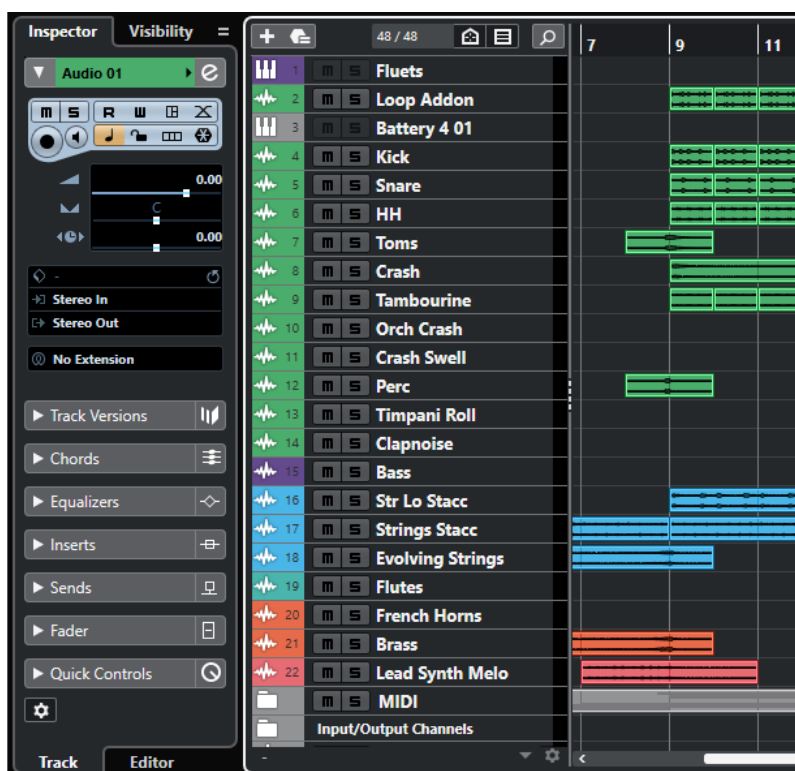 Inspector Visibility
Audio 01
m S R W
0.00
C
0.00
-
Stereo In
Stereo Out
No Extension
Track Versions
Chords
Equalizers
Inserts
Sends
Fader
Quick Controls
Track Editor
48 / 48
1 m S Fluets
2 m S Loop Addon
3 m S Battery 4 01
4 m S Kick
5 m S Snare
6 m S HH
7 m S Toms
8 m S Crash
9 m S Tambourine
10 m S Orch Crash
11 m S Crash Swell
12 m S Perc
13 m S Timpani Roll
14 m S Clapnoise
15 m S Bass
16 m S Str Lo Stacc
17 m S Strings Stacc
18 m S Evolving Strings
19 m S Flutes
20 m S French Horns
21 m S Brass
22 m S Lead Synth Melo
m S MIDI
Input/Output Channels
-
7 9 11